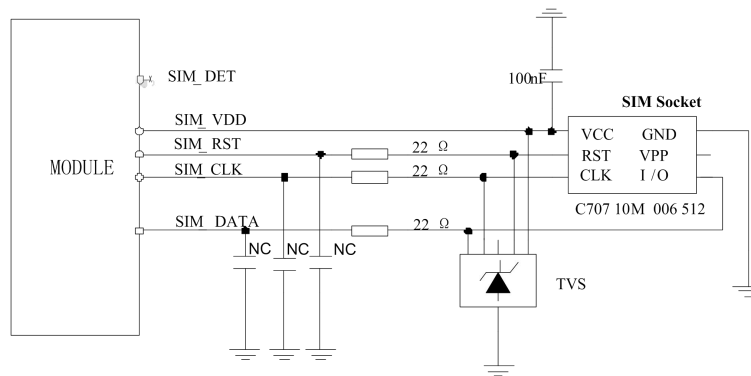 SIM_DET
100nF
SIM Socket
SIM_VDD
VCC GND
SIM_RST
22 Ω
RST VPP
MODULE
SIM_CLK
22 Ω
CLK I/O
C707 10M 006 512
SIM_DATA
22 Ω
NC NC NC
TVS